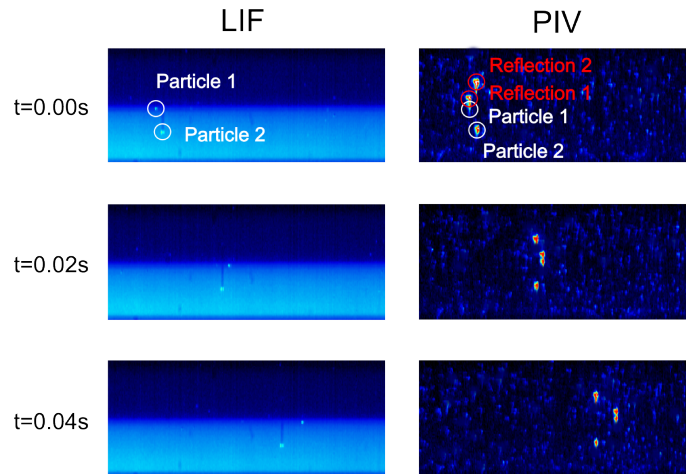 LIF PIV
t=0.00s
Particle 1
Particle 2
Reflection 2
Reflection 1
Particle 1
Particle 2
t=0.02s
t=0.04s